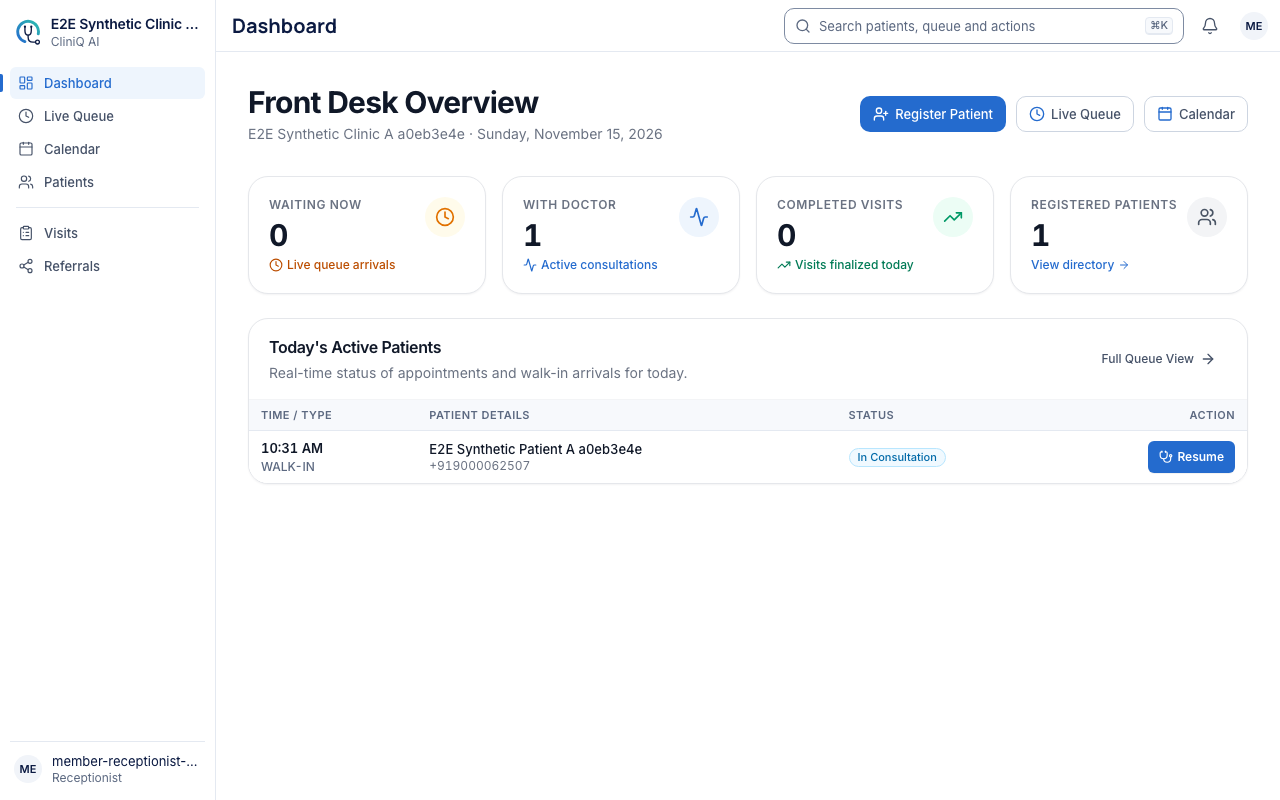 E2E Synthetic Clinic ...
CliniQ AI
Dashboard
Live Queue
Calendar
Patients
Visits
Referrals
ME
member-receptionist-...
Receptionist
Dashboard
Search patients, queue and actions
⌘K
ME
Front Desk Overview
E2E Synthetic Clinic A a0eb3e4e · Sunday, November 15, 2026
Register Patient
Live Queue
Calendar
WAITING NOW
0
Live queue arrivals
WITH DOCTOR
1
Active consultations
COMPLETED VISITS
0
Visits finalized today
REGISTERED PATIENTS
1
View directory →
Today's Active Patients
Real-time status of appointments and walk-in arrivals for today.
Full Queue View →
TIME / TYPE PATIENT DETAILS STATUS ACTION
10:31 AM E2E Synthetic Patient A a0eb3e4e In Consultation Resume
WALK-IN +919000062507